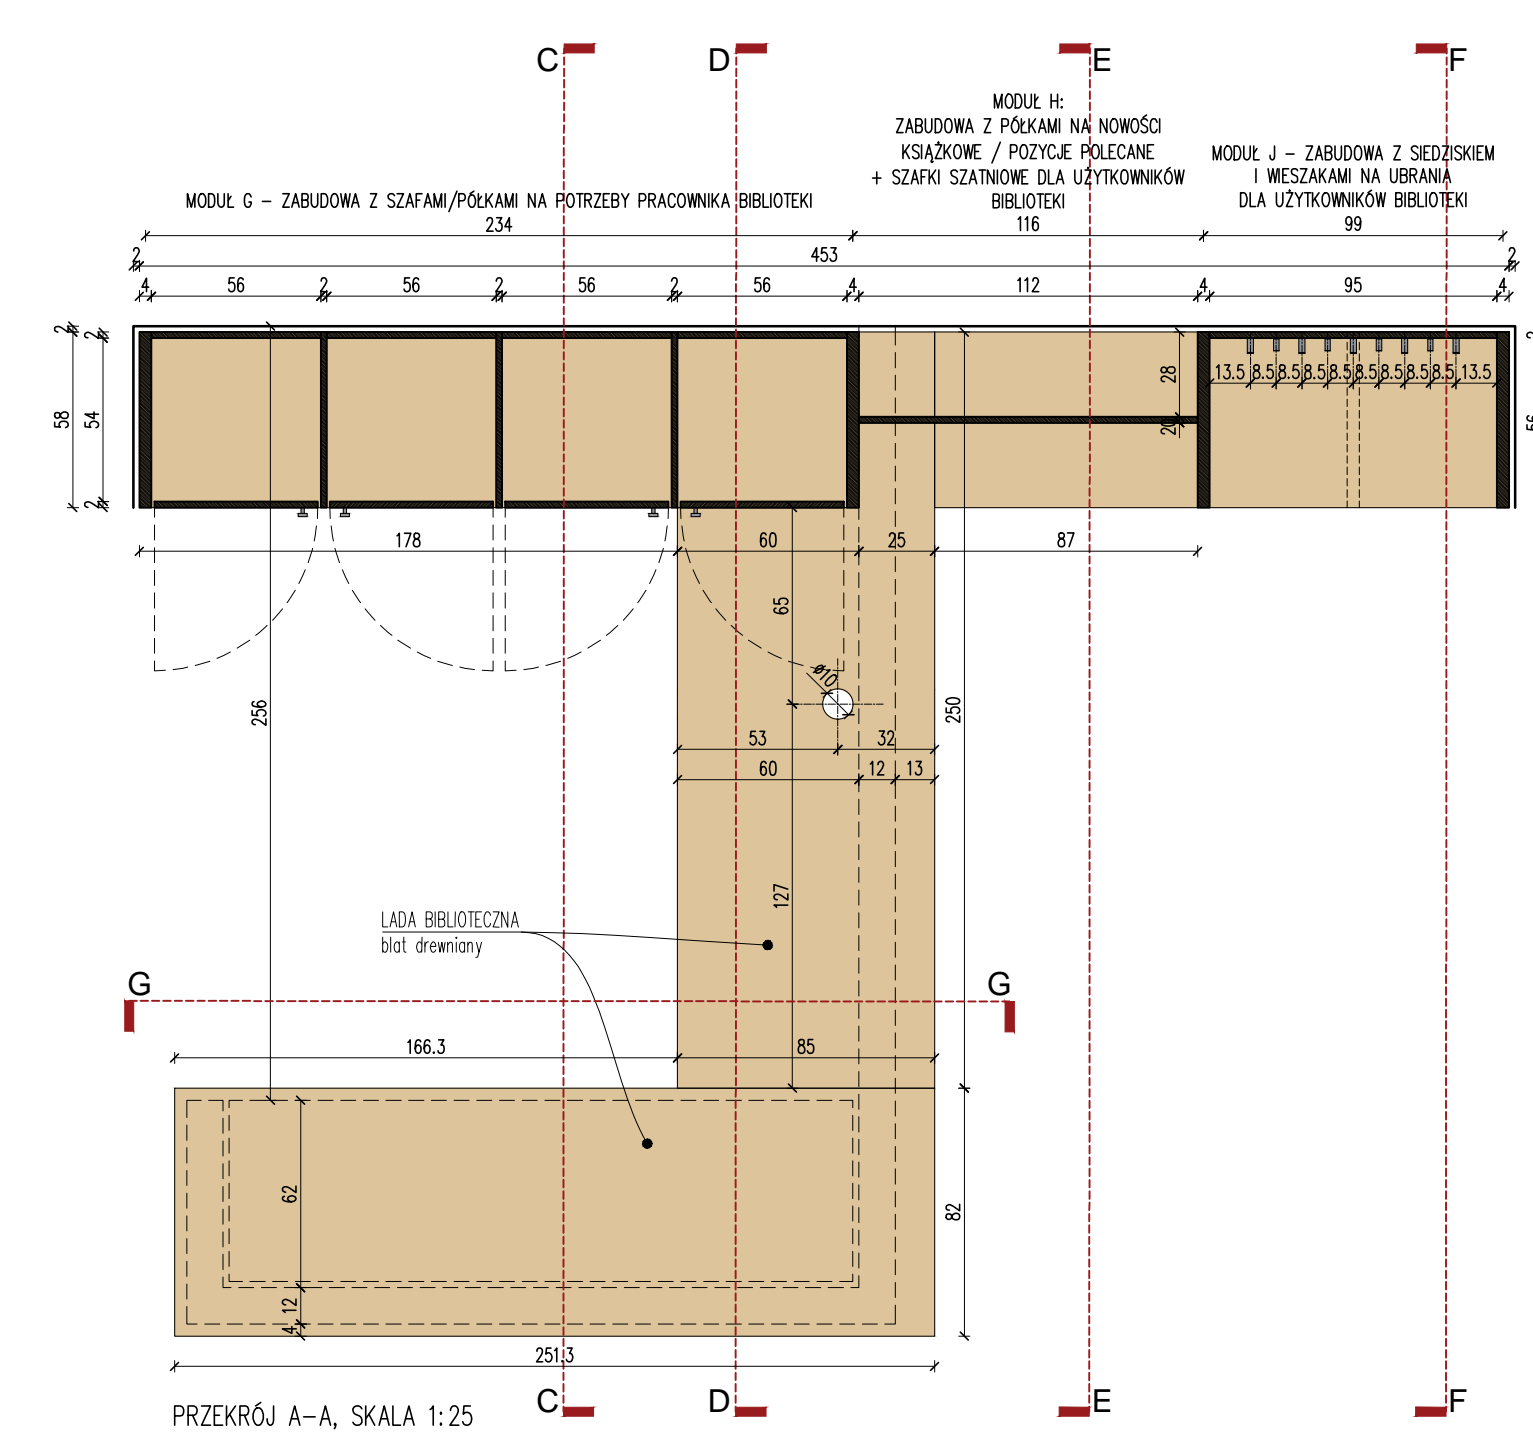 C
D
E
F
MODUŁ H:
ZABUDOWA Z PÓŁKAMI NA NOWOŚCI
KSIĄŻKOWE / POZYCJE POLECANE
+ SZAFKI SZATNIOWE DLA UŻYTKOWNIKÓW
BIBLIOTEKI
MODUŁ J – ZABUDOWA Z SIEDZISKIEM
I WIESZAKAMI NA UBRANIA
DLA UŻYTKOWNIKÓW BIBLIOTEKI
MODUŁ G – ZABUDOWA Z SZAFAMI/PÓŁKAMI NA POTRZEBY PRACOWNIKA BIBLIOTEKI
234
116
99
2
453
2
4
56
2
56
2
56
2
56
4
112
4
95
4
2
58
2
54
2
28
20
13.5
8.5
8.5
8.5
8.5
8.5
8.5
8.5
8.5
13.5
2
56
178
60
25
87
65
ø10
256
250
53
32
60
12
13
127
LADA BIBLIOTECZNA
blat drewniany
G
G
166.3
85
62
12
4
82
251.3
PRZEKRÓJ A–A, SKALA 1:25
C
D
E
F